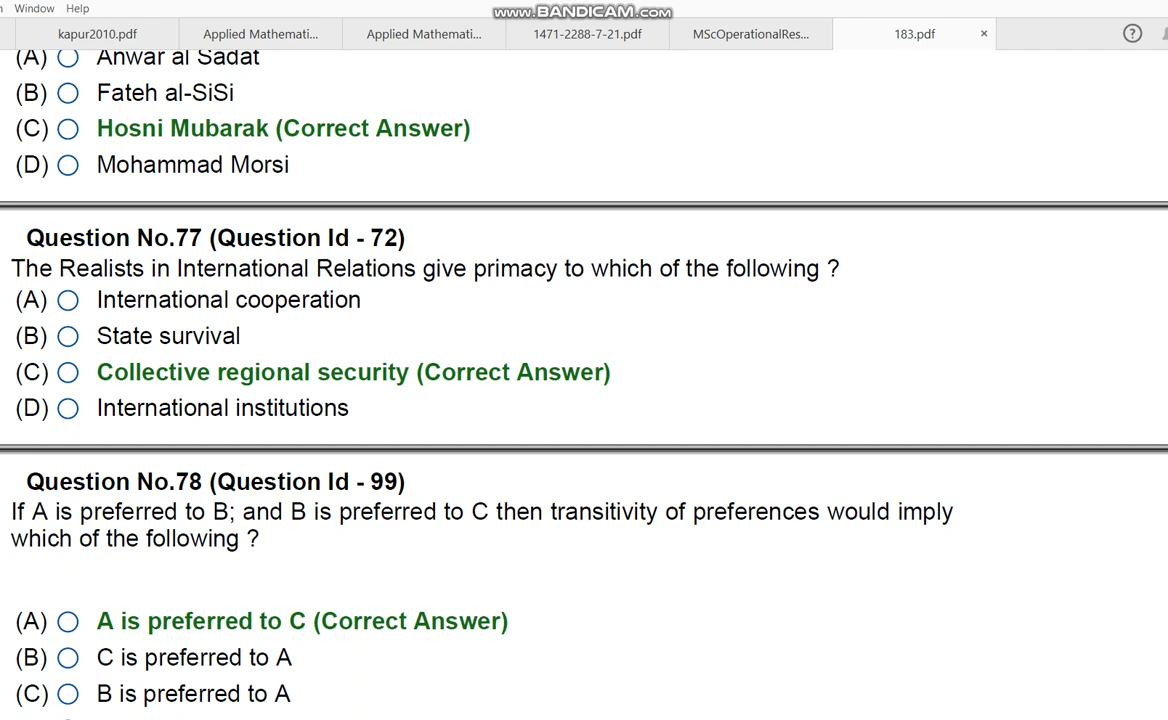 Window Help
www.BANDICAM.com
kapur2010.pdf Applied Mathemati... Applied Mathemati... 1471-2288-7-21.pdf MScOperationalRes... 183.pdf × ?
(A) Anwar al Sadat
(B) Fateh al-SiSi
(C) Hosni Mubarak (Correct Answer)
(D) Mohammad Morsi
Question No.77 (Question Id - 72)
The Realists in International Relations give primacy to which of the following ?
(A) International cooperation
(B) State survival
(C) Collective regional security (Correct Answer)
(D) International institutions
Question No.78 (Question Id - 99)
If A is preferred to B; and B is preferred to C then transitivity of preferences would imply
which of the following ?
(A) A is preferred to C (Correct Answer)
(B) C is preferred to A
(C) B is preferred to A